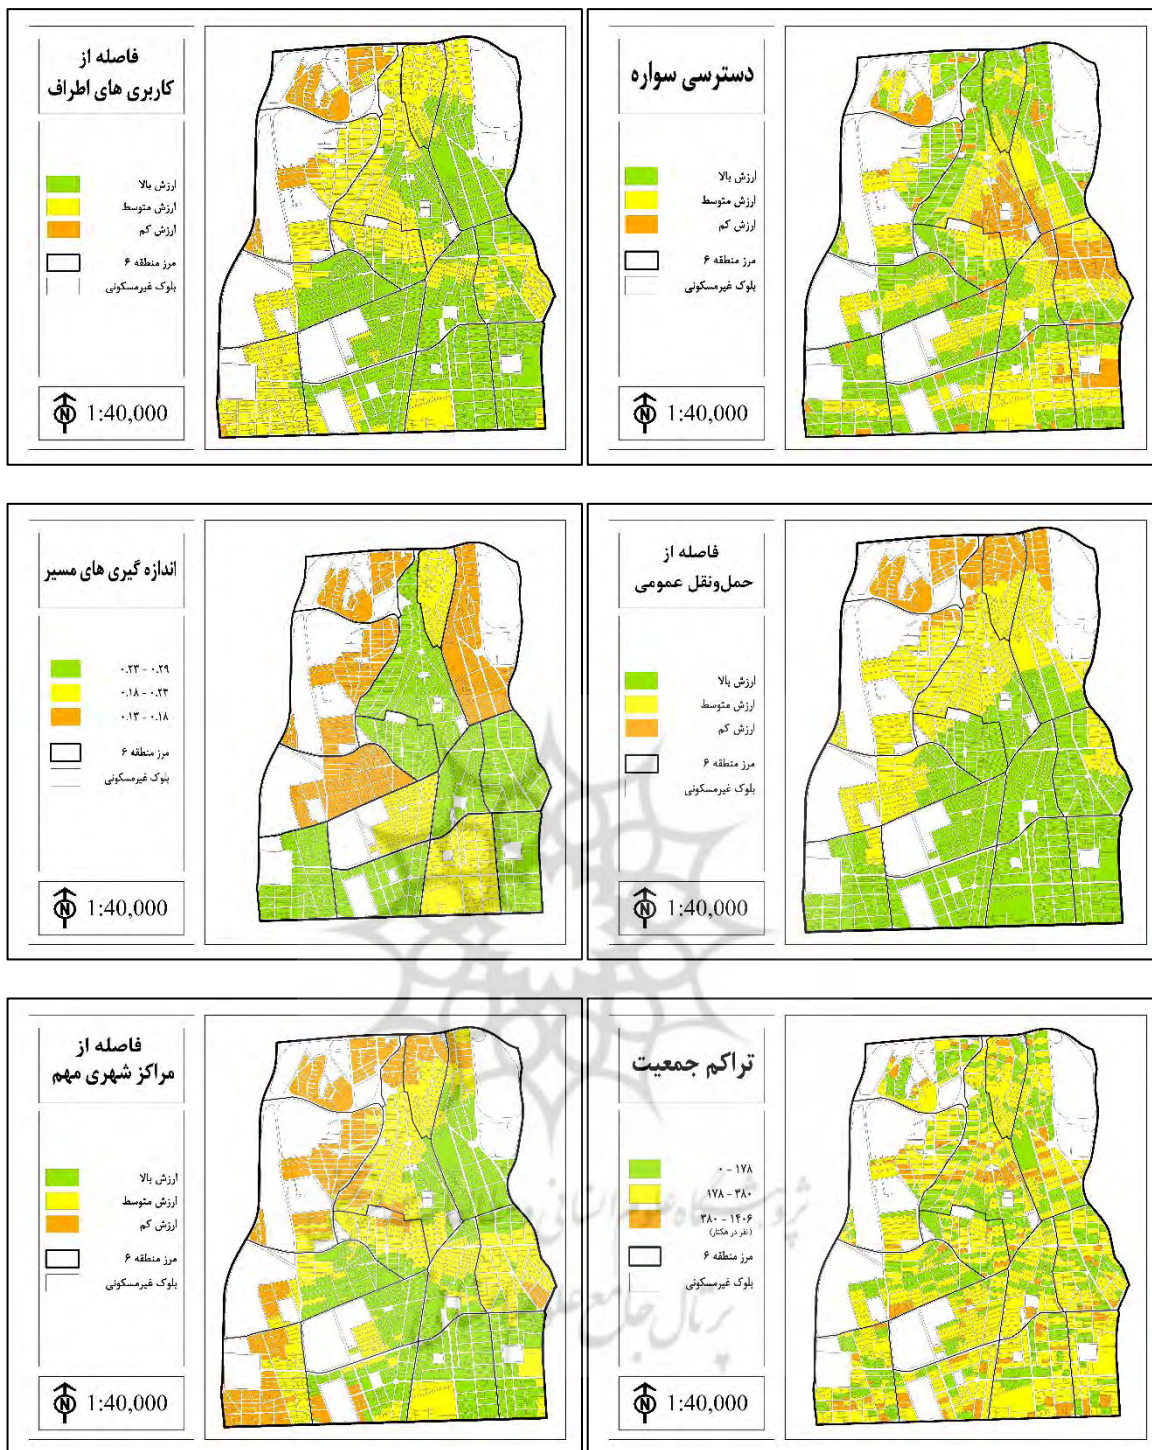 دسترسی سواره
ارزش بالا
ارزش متوسط
ارزش کم
مرز منطقه ۶
بلوک غیرمسکونی
1:40,000
N
فاصله از
کاربری های اطراف
ارزش بالا
ارزش متوسط
ارزش کم
مرز منطقه ۶
بلوک غیرمسکونی
1:40,000
N
فاصله از
حمل‌ونقل عمومی
ارزش بالا
ارزش متوسط
ارزش کم
مرز منطقه ۶
بلوک غیرمسکونی
1:40,000
N
اندازه گیری های مسیر
۰.۲۳ - ۰.۲۹
۰.۱۸ - ۰.۲۳
۰.۱۳ - ۰.۱۸
مرز منطقه ۶
بلوک غیرمسکونی
1:40,000
N
تراکم جمعیت
۰ - ۱۷۸
۱۷۸ - ۳۸۰
۳۸۰ - ۱۴۰۶
(نفر در هکتار)
مرز منطقه ۶
بلوک غیرمسکونی
1:40,000
N
فاصله از
مراکز شهری مهم
ارزش بالا
ارزش متوسط
ارزش کم
مرز منطقه ۶
بلوک غیرمسکونی
1:40,000
N
پرتال جامع علوم